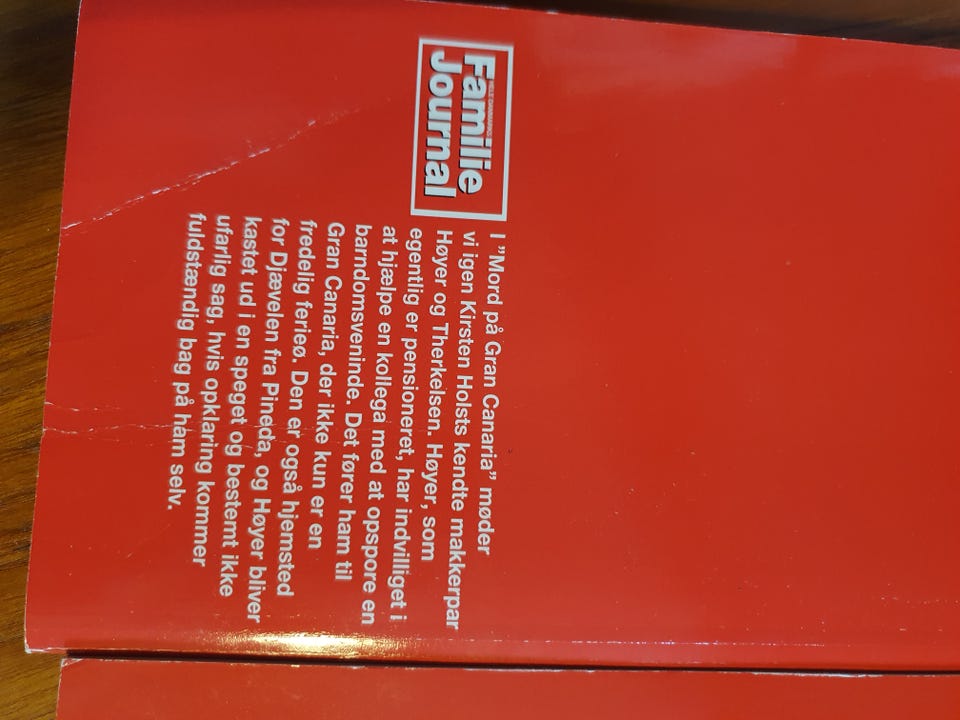 HELE DANMARKS
Familie
Journal
I "Mord på Gran Canaria" møder
vi igen Kirsten Holsts kendte makkerpar
Høyer og Therkelsen. Høyer, som
egentlig er pensioneret, har indvilliget i
at hjælpe en kollega med at opspore en
barndomsveninde. Det fører ham til
Gran Canaria, der ikke kun er en
fredelig ferieø. Den er også hjemsted
for Djævelen fra Pineda, og Høyer bliver
kastet ud i en speget og bestemt ikke
ufarlig sag, hvis opklaring kommer
fuldstændig bag på ham selv.